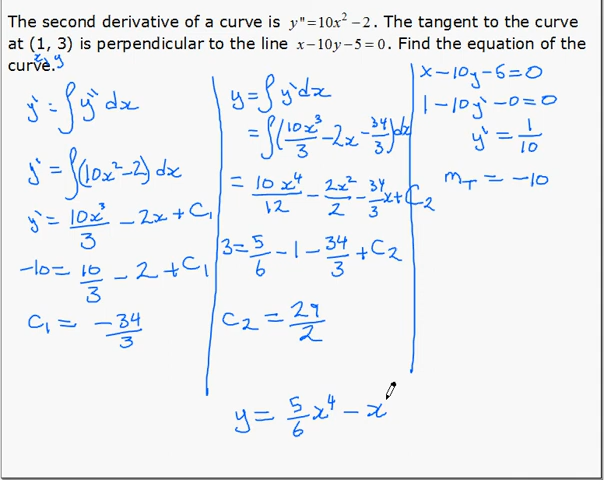 The second derivative of a curve is y"=10x² − 2. The tangent to the curve
at (1, 3) is perpendicular to the line x−10y−5=0. Find the equation of the
curve.
x, y
y' = ∫ y'' dx
y' = ∫(10x²−2) dx
y' = 10x³/3 − 2x + C₁
−10 = 10/3 − 2 + C₁
C₁ = −34/3
y = ∫ y' dx
= ∫(10x³/3 − 2x − 34/3) dx
= 10x⁴/12 − 2x²/2 − 34/3 x + C₂
3 = 5/6 − 1 − 34/3 + C₂
C₂ = 29/2
x − 10y − 5 = 0
1 − 10y' − 0 = 0
y' = 1/10
m_T = −10
y = 5/6 x⁴ − x